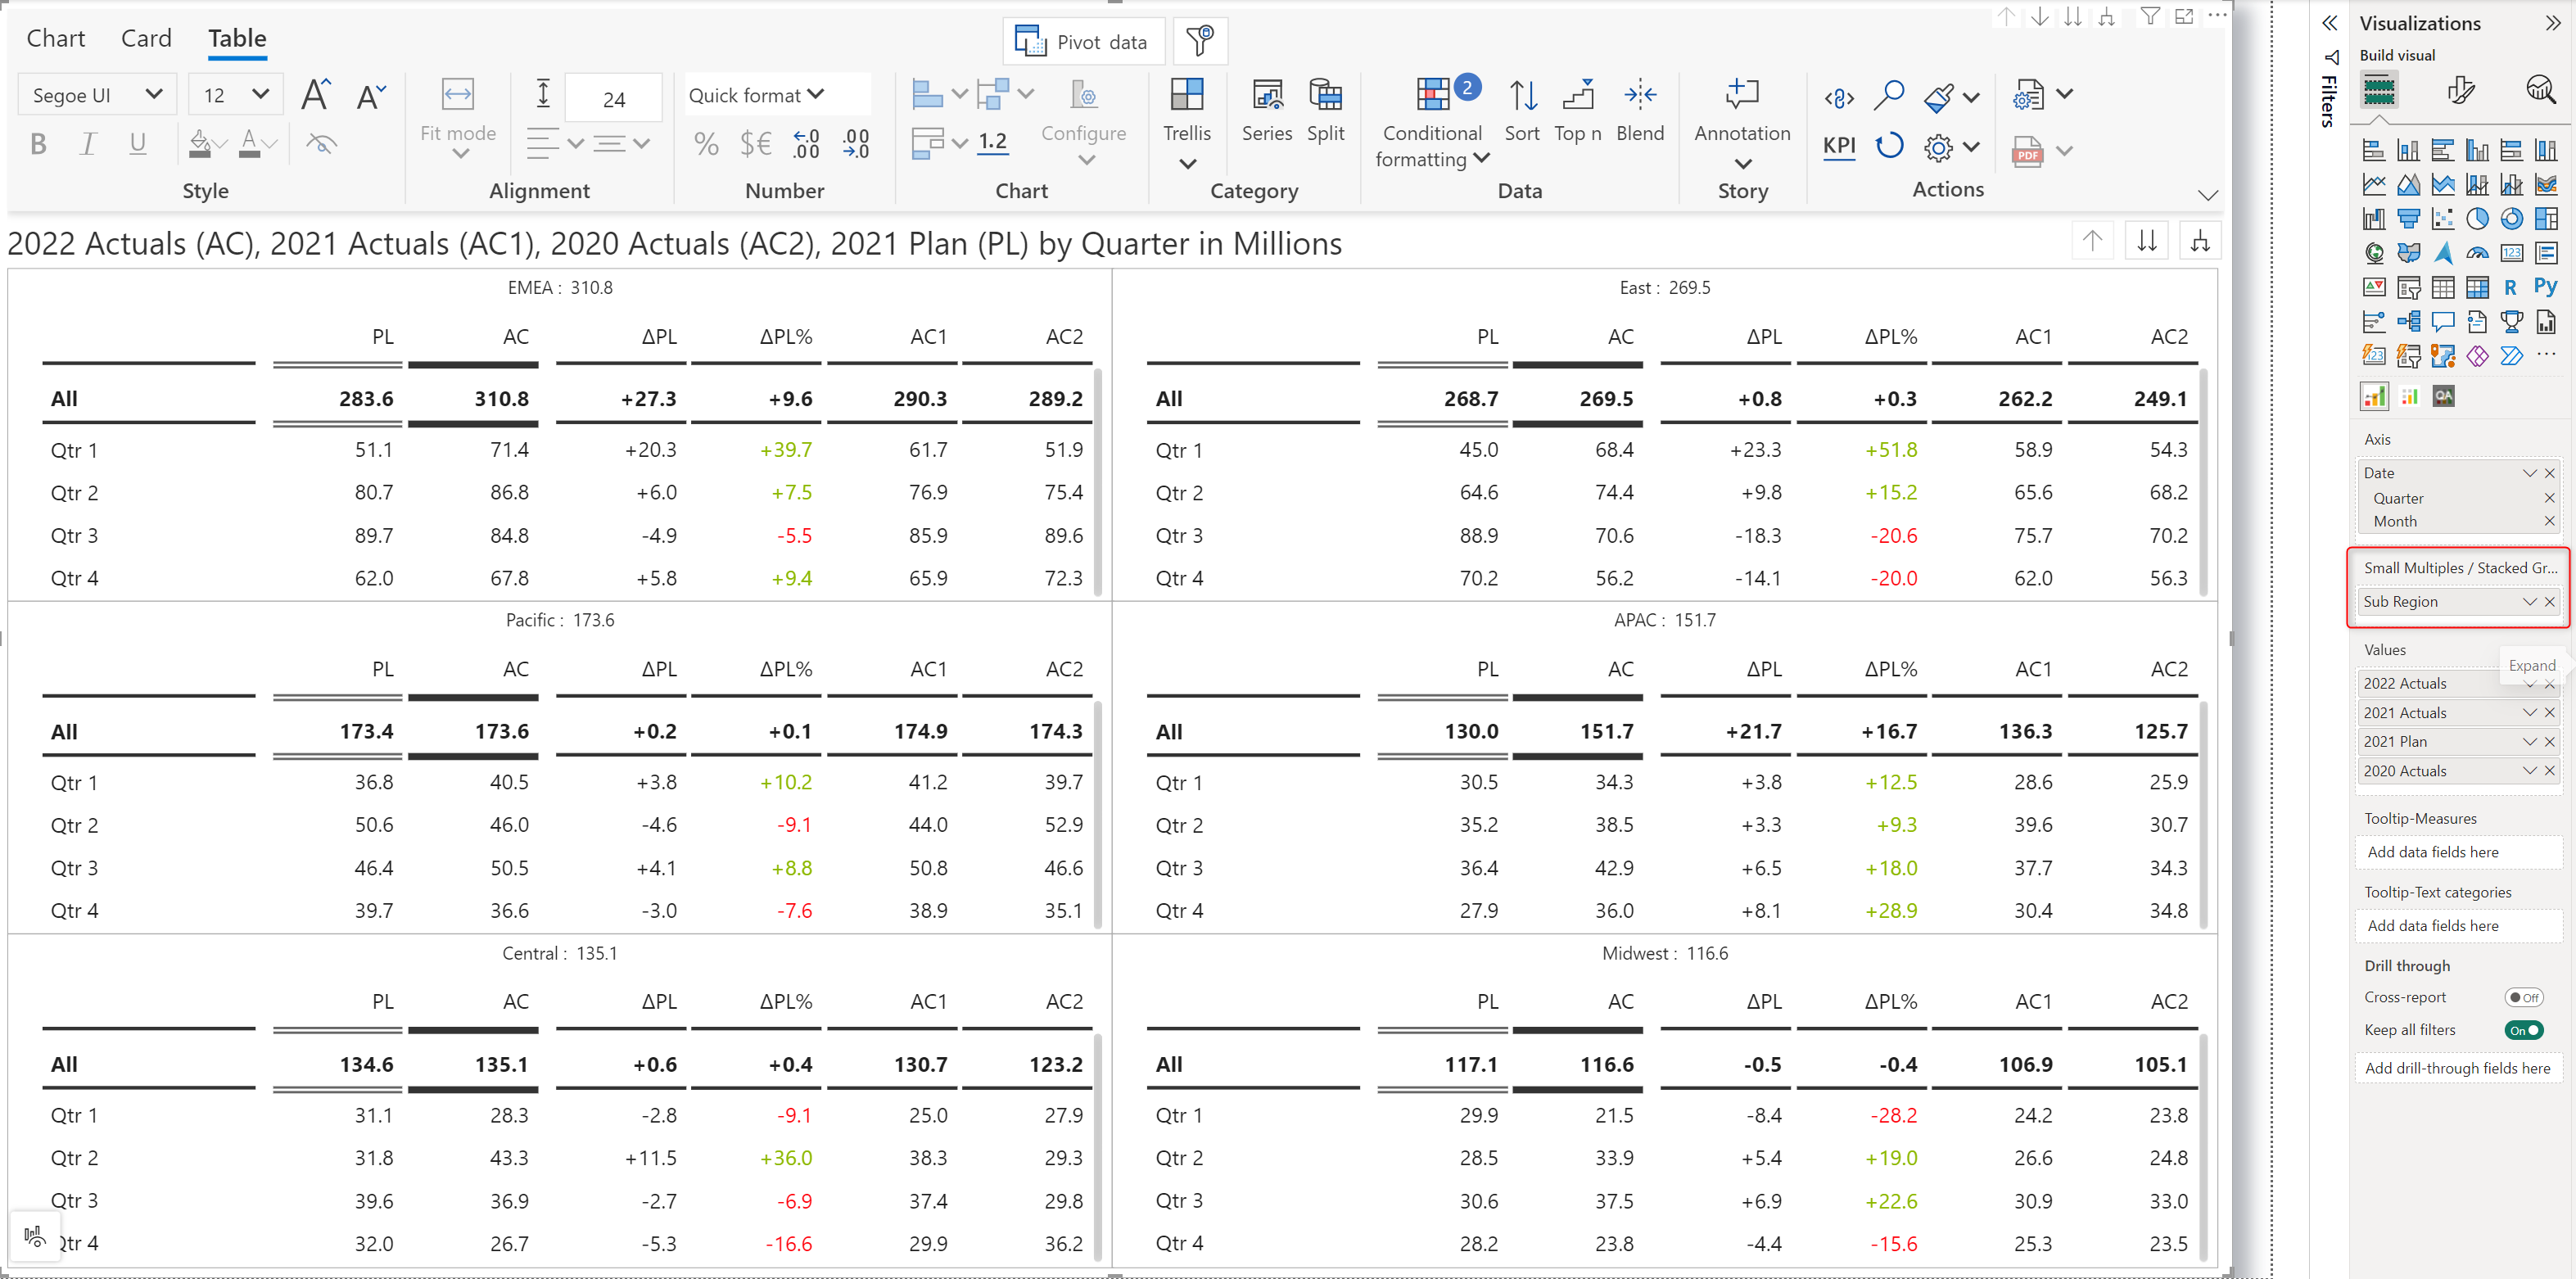 Chart Card Table
Pivot data
Segoe UI 12
24
Quick format
2
Fit mode
Configure
Trellis
Series Split
Conditional formatting
Sort Top n Blend
Annotation
B I U
% $€ .0 .00 .00 .0
1.2
KPI
PDF
Style Alignment Number Chart Category Data Story Actions
2022 Actuals (AC), 2021 Actuals (AC1), 2020 Actuals (AC2), 2021 Plan (PL) by Quarter in Millions
EMEA : 310.8
PL AC ΔPL ΔPL% AC1 AC2
All 283.6 310.8 +27.3 +9.6 290.3 289.2
Qtr 1 51.1 71.4 +20.3 +39.7 61.7 51.9
Qtr 2 80.7 86.8 +6.0 +7.5 76.9 75.4
Qtr 3 89.7 84.8 -4.9 -5.5 85.9 89.6
Qtr 4 62.0 67.8 +5.8 +9.4 65.9 72.3
East : 269.5
PL AC ΔPL ΔPL% AC1 AC2
All 268.7 269.5 +0.8 +0.3 262.2 249.1
Qtr 1 45.0 68.4 +23.3 +51.8 58.9 54.3
Qtr 2 64.6 74.4 +9.8 +15.2 65.6 68.2
Qtr 3 88.9 70.6 -18.3 -20.6 75.7 70.2
Qtr 4 70.2 56.2 -14.1 -20.0 62.0 56.3
Pacific : 173.6
PL AC ΔPL ΔPL% AC1 AC2
All 173.4 173.6 +0.2 +0.1 174.9 174.3
Qtr 1 36.8 40.5 +3.8 +10.2 41.2 39.7
Qtr 2 50.6 46.0 -4.6 -9.1 44.0 52.9
Qtr 3 46.4 50.5 +4.1 +8.8 50.8 46.6
Qtr 4 39.7 36.6 -3.0 -7.6 38.9 35.1
APAC : 151.7
PL AC ΔPL ΔPL% AC1 AC2
All 130.0 151.7 +21.7 +16.7 136.3 125.7
Qtr 1 30.5 34.3 +3.8 +12.5 28.6 25.9
Qtr 2 35.2 38.5 +3.3 +9.3 39.6 30.7
Qtr 3 36.4 42.9 +6.5 +18.0 37.7 34.3
Qtr 4 27.9 36.0 +8.1 +28.9 30.4 34.8
Central : 135.1
PL AC ΔPL ΔPL% AC1 AC2
All 134.6 135.1 +0.6 +0.4 130.7 123.2
Qtr 1 31.1 28.3 -2.8 -9.1 25.0 27.9
Qtr 2 31.8 43.3 +11.5 +36.0 38.3 29.3
Qtr 3 39.6 36.9 -2.7 -6.9 37.4 29.8
Qtr 4 32.0 26.7 -5.3 -16.6 29.9 36.2
Midwest : 116.6
PL AC ΔPL ΔPL% AC1 AC2
All 117.1 116.6 -0.5 -0.4 106.9 105.1
Qtr 1 29.9 21.5 -8.4 -28.2 24.2 23.8
Qtr 2 28.5 33.9 +5.4 +19.0 26.6 24.8
Qtr 3 30.6 37.5 +6.9 +22.6 30.9 33.0
Qtr 4 28.2 23.8 -4.4 -15.6 25.3 23.5
Filters
Visualizations
Build visual
123
R Py
123
QA
Axis
Date
Quarter
Month
Small Multiples / Stacked Gr...
Sub Region
Values
Expand
2022 Actuals
2021 Actuals
2021 Plan
2020 Actuals
Tooltip-Measures
Add data fields here
Tooltip-Text categories
Add data fields here
Drill through
Cross-report Off
Keep all filters On
Add drill-through fields here